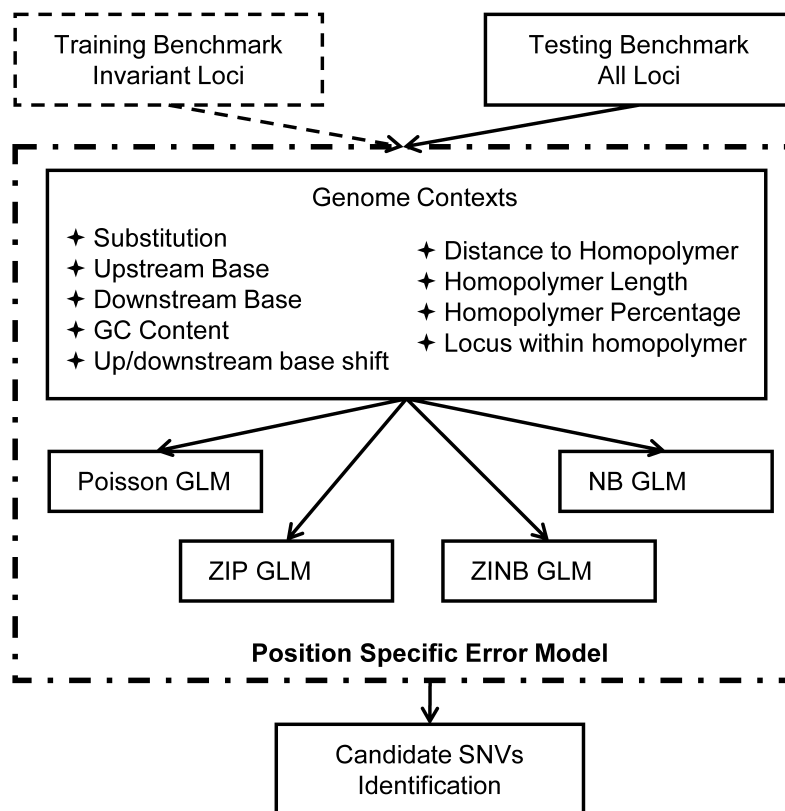 Training Benchmark
Invariant Loci
Testing Benchmark
All Loci
Genome Contexts
Substitution
Upstream Base
Downstream Base
GC Content
Up/downstream base shift
Distance to Homopolymer
Homopolymer Length
Homopolymer Percentage
Locus within homopolymer
Poisson GLM
NB GLM
ZIP GLM
ZINB GLM
Position Specific Error Model
Candidate SNVs
Identification